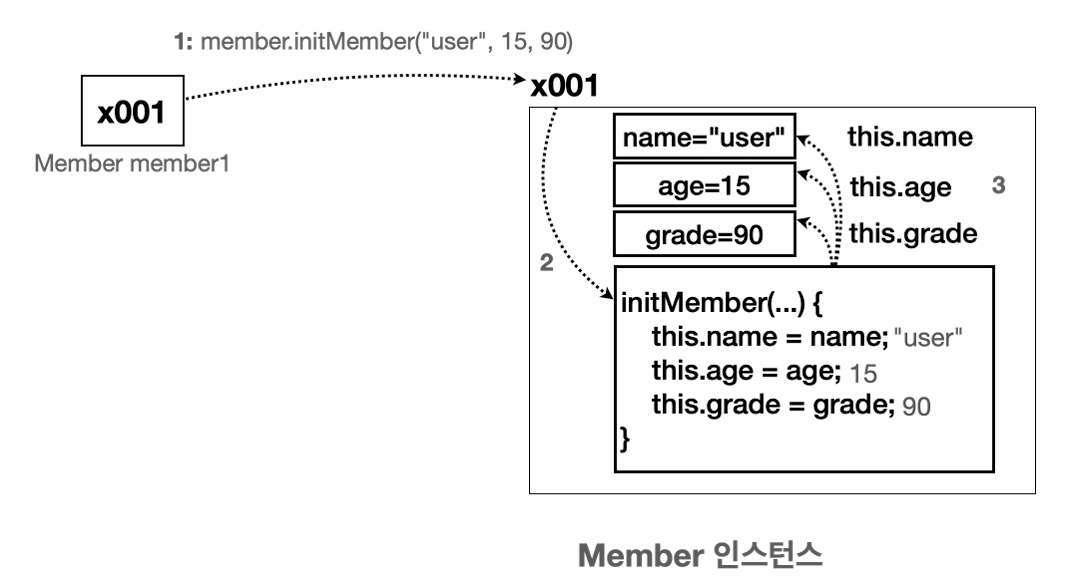 1: member.initMember("user", 15, 90)
x001
Member member1
x001
name="user"
this.name
age=15
this.age
3
grade=90
this.grade
2
initMember(...) {
this.name = name; "user"
this.age = age; 15
this.grade = grade; 90
}
Member 인스턴스